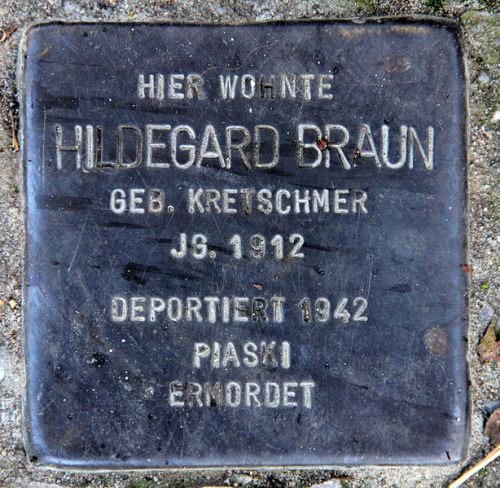 HIER WOHNTE
HILDEGARD BRAUN
GEB. KRETSCHMER
JG. 1912
DEPORTIERT 1942
PIASKI
ERMORDET